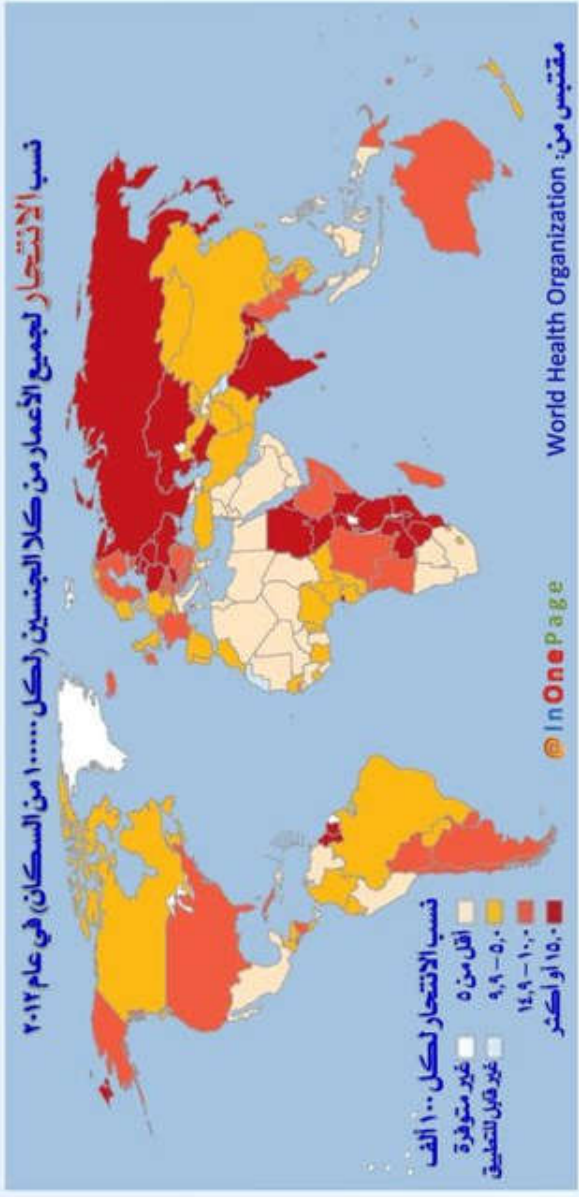 نسب الانتحار لجميع الأعمار من كلا الجنسين (لكل ١٠٠٠٠٠ من السكان) في عام ٢٠١٢
نسب الانتحار لكل ١٠٠ ألف
أقل من ٥
٥,٠ – ٩,٩
١٠,٠ – ١٤,٩
١٥,٠ أو أكثر
غير متوفرة
غير قابل للتطبيق
@InOnePage
مقتبس من: World Health Organization